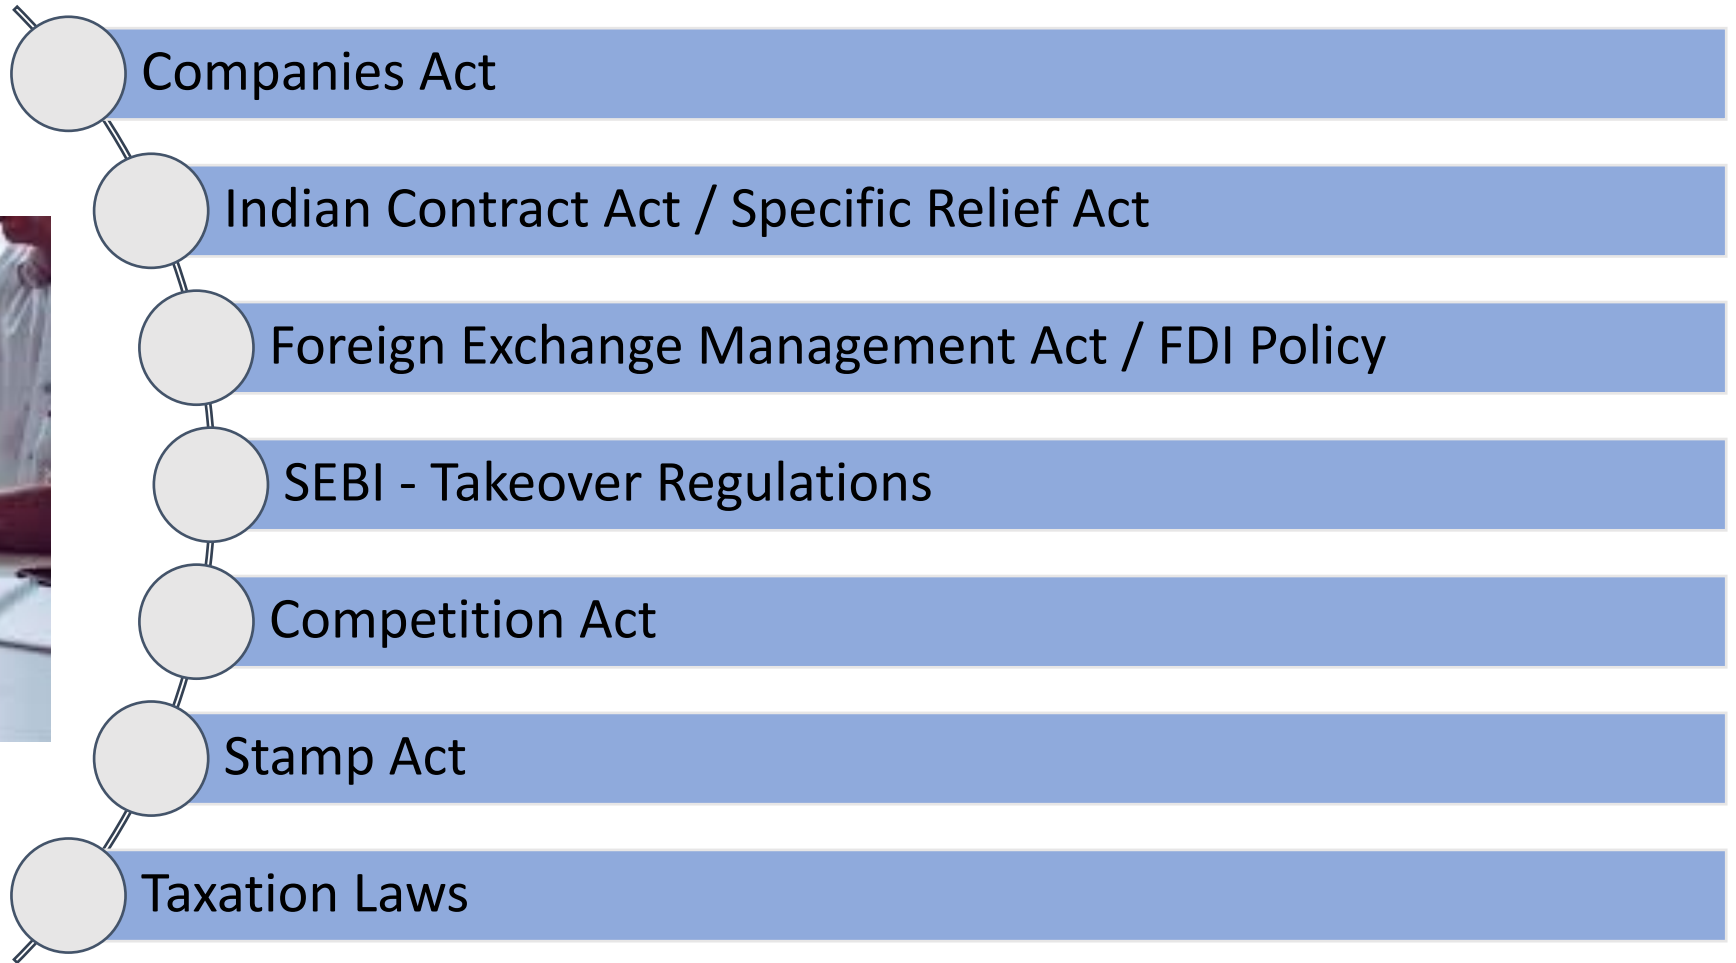 Companies Act
Indian Contract Act / Specific Relief Act
Foreign Exchange Management Act / FDI Policy
SEBI - Takeover Regulations
Competition Act
Stamp Act
Taxation Laws